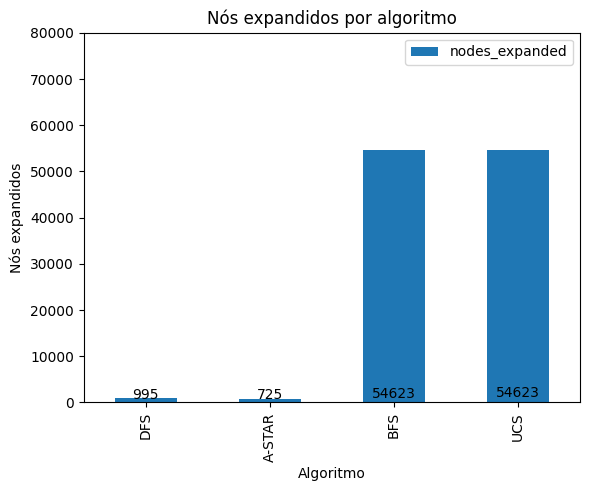 Nós expandidos por algoritmo
nodes_expanded
Nós expandidos
80000
70000
60000
50000
40000
30000
20000
10000
0
995
725
54623
54623
DFS
A-STAR
BFS
UCS
Algoritmo